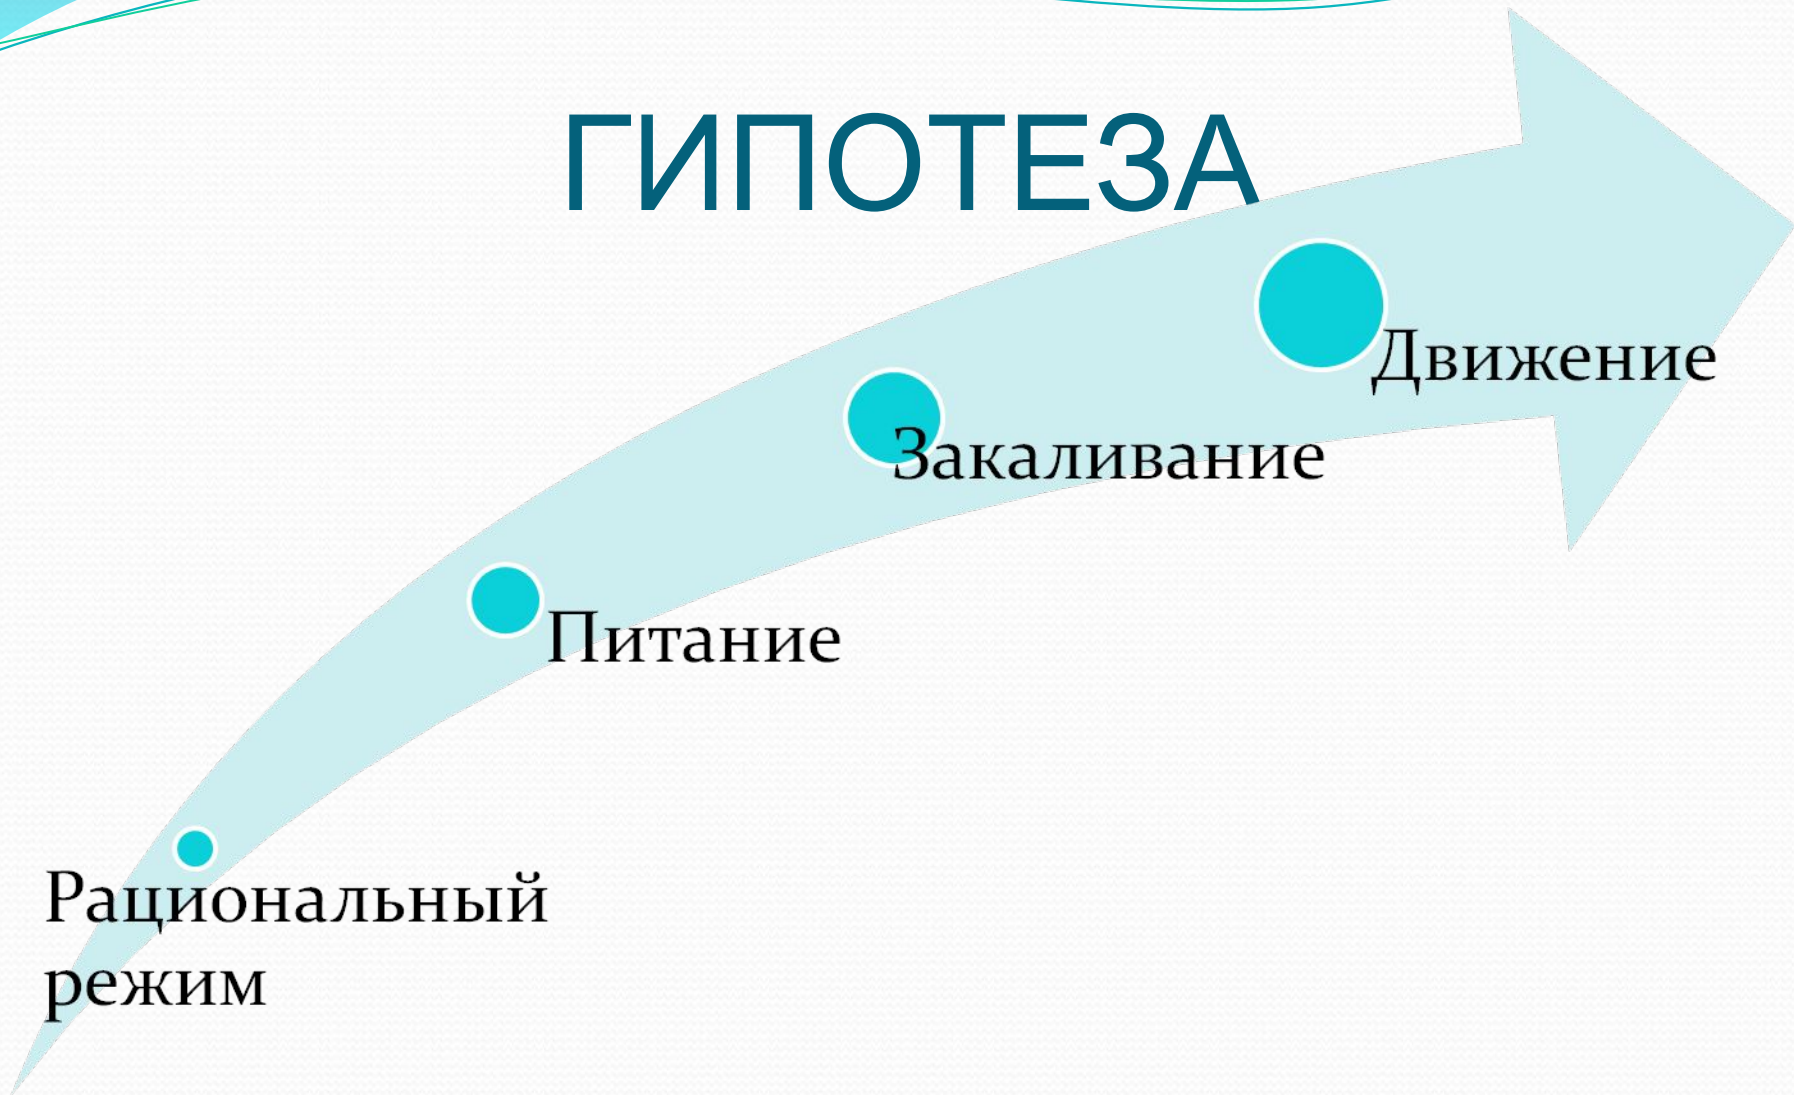 ГИПОТЕЗА
Движение
Закаливание
Питание
Рациональный
режим